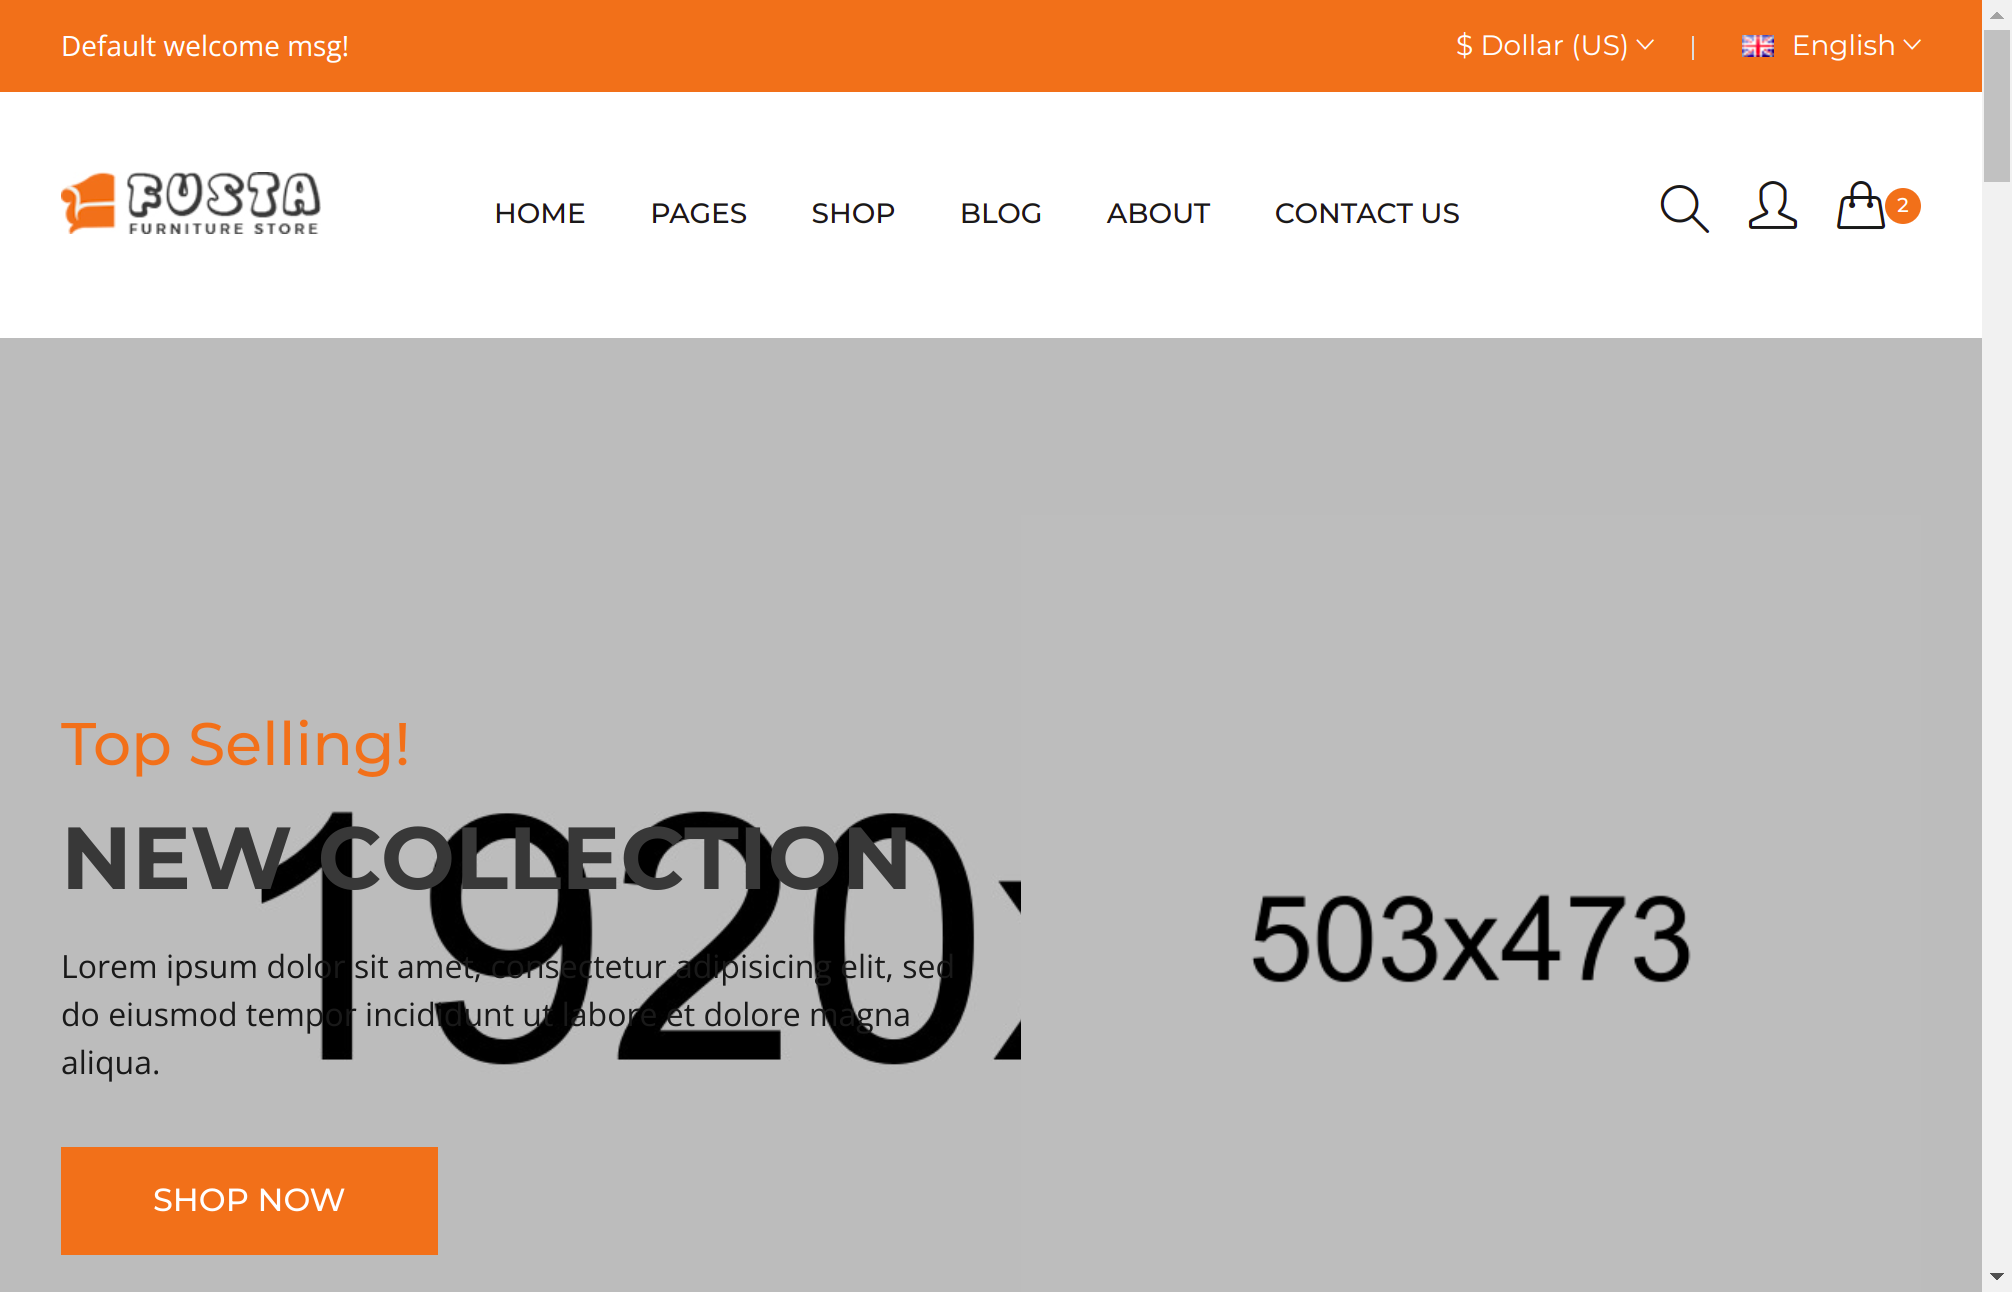 Default welcome msg!
$ Dollar (US)
|
English
FUSTA
FURNITURE STORE
HOME
PAGES
SHOP
BLOG
ABOUT
CONTACT US
2
Top Selling!
NEW COLLECTION
1920x
Lorem ipsum dolor sit amet, consectetur adipisicing elit, sed
do eiusmod tempor incididunt ut labore et dolore magna
aliqua.
503x473
SHOP NOW